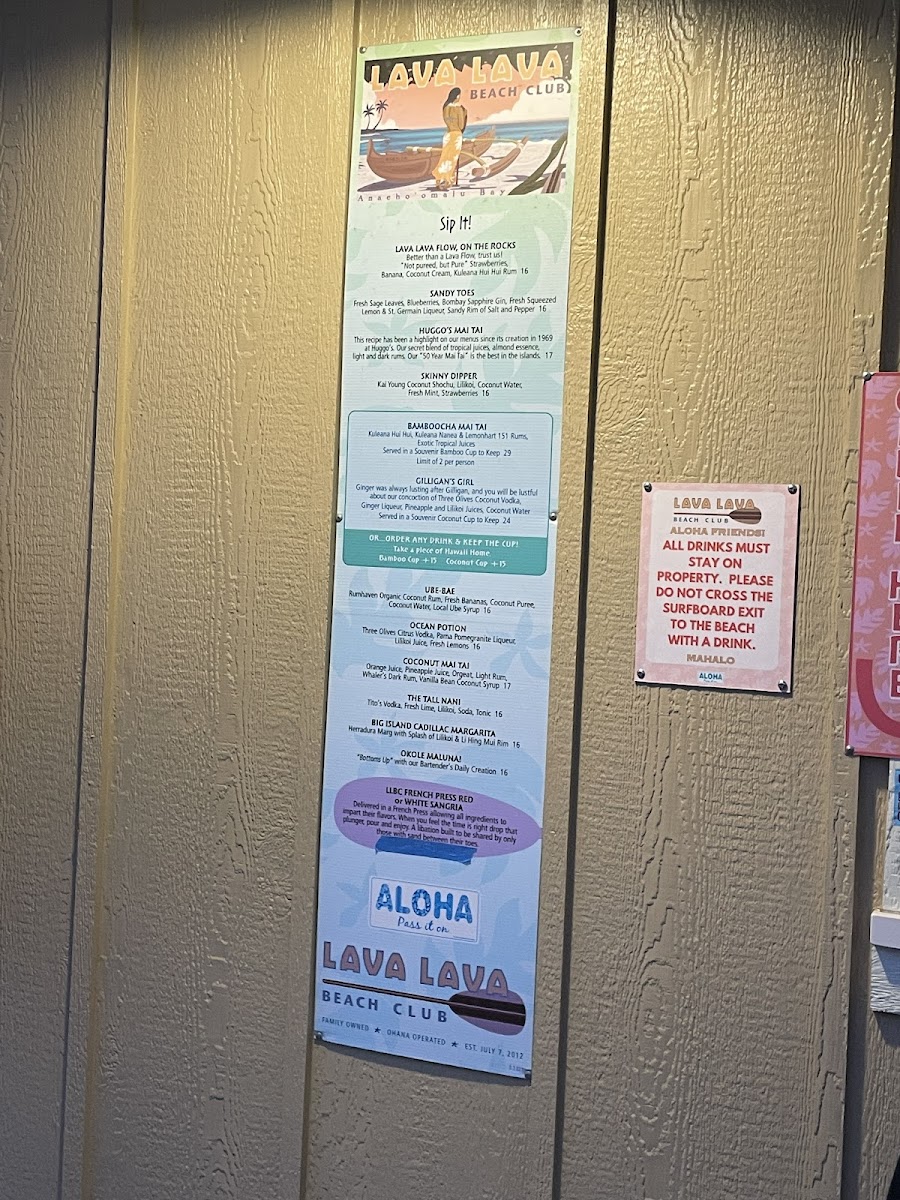 LAVA LAVA
BEACH CLUB
Anaeho'omalu Bay
Sip It!
LAVA LAVA FLOW, ON THE ROCKS
Better than a Lava Flow, trust us!
"Not pureed, but Pure" Strawberries,
Banana, Coconut Cream, Kuleana Hui Hui Rum 16
SANDY TOES
Fresh Sage Leaves, Blueberries, Bombay Sapphire Gin, Fresh Squeezed
Lemon & St. Germain Liqueur, Sandy Rim of Salt and Pepper 16
HUGGO'S MAI TAI
This recipe has been a highlight on our menus since its creation in 1969
at Huggo's. Our secret blend of tropical juices, almond essence,
light and dark rums. Our "50 Year Mai Tai" is the best in the islands. 17
SKINNY DIPPER
Kai Young Coconut Shochu, Lilikoi, Coconut Water,
Fresh Mint, Strawberries 16
BAMBOOCHA MAI TAI
Kuleana Hui Hui, Kuleana Nanea & Lemonhart 151 Rums,
Exotic Tropical Juices
Served in a Souvenir Bamboo Cup to Keep 29
Limit of 2 per person
GILLIGAN'S GIRL
Ginger was always lusting after Gilligan, and you will be lustful
about our concoction of Three Olives Coconut Vodka,
Ginger Liqueur, Pineapple and Lilikoi Juices, Coconut Water
Served in a Souvenir Coconut Cup to Keep 24
OR...ORDER ANY DRINK & KEEP THE CUP!
Take a piece of Hawaii Home
Bamboo Cup +15 Coconut Cup +15
UBE-BAE
Rumhaven Organic Coconut Rum, Fresh Bananas, Coconut Puree,
Coconut Water, Local Ube Syrup 16
OCEAN POTION
Three Olives Citrus Vodka, Pama Pomegranite Liqueur,
Lilikoi Juice, Fresh Lemons 16
COCONUT MAI TAI
Orange Juice, Pineapple Juice, Orgeat, Light Rum,
Whaler's Dark Rum, Vanilla Bean Coconut Syrup 17
THE TALL NANI
Tito's Vodka, Fresh Lime, Lilikoi, Soda, Tonic 16
BIG ISLAND CADILLAC MARGARITA
Herradura Marg with Splash of Lilikoi & Li Hing Mui Rim 16
OKOLE MALUNA!
"Bottoms Up" with our Bartender's Daily Creation 16
LLBC FRENCH PRESS RED
or WHITE SANGRIA
Delivered in a French Press allowing all ingredients to
impart their flavors. When you feel the time is right drop that
plunger, pour and enjoy. A libation built to be shared by only
those with sand between their toes.
ALOHA
Pass it on
LAVA LAVA
BEACH CLUB
FAMILY OWNED ★ OHANA OPERATED ★ EST. JULY 7, 2012
LAVA LAVA
BEACH CLUB
ALOHA FRIENDS!
ALL DRINKS MUST
STAY ON
PROPERTY. PLEASE
DO NOT CROSS THE
SURFBOARD EXIT
TO THE BEACH
WITH A DRINK.
MAHALO
ALOHA